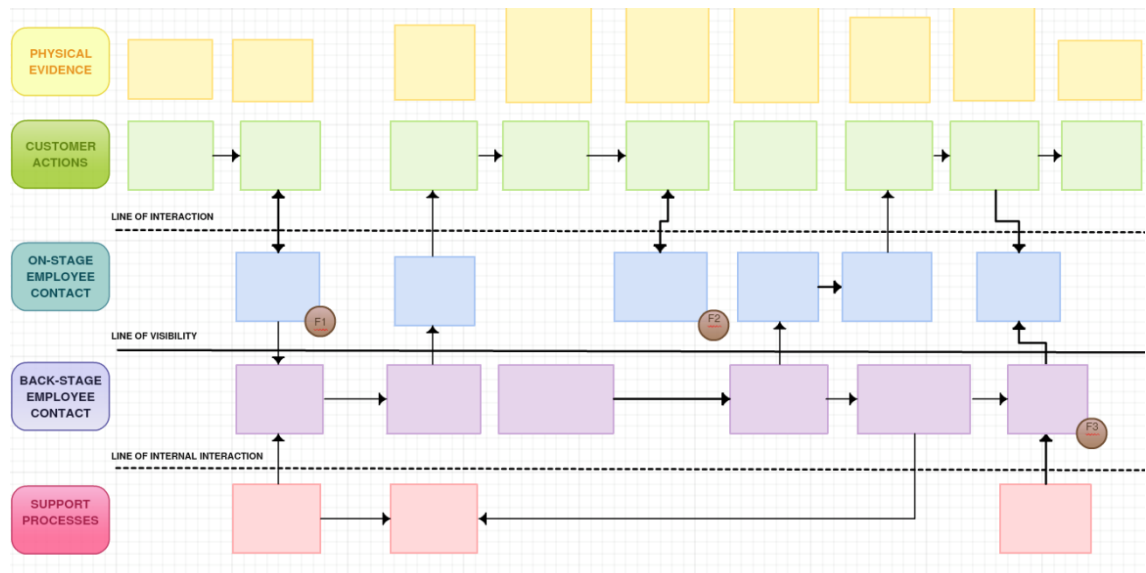 PHYSICAL
EVIDENCE
CUSTOMER
ACTIONS
LINE OF INTERACTION
ON-STAGE
EMPLOYEE
CONTACT
F1
F2
LINE OF VISIBILITY
BACK-STAGE
EMPLOYEE
CONTACT
F3
LINE OF INTERNAL INTERACTION
SUPPORT
PROCESSES